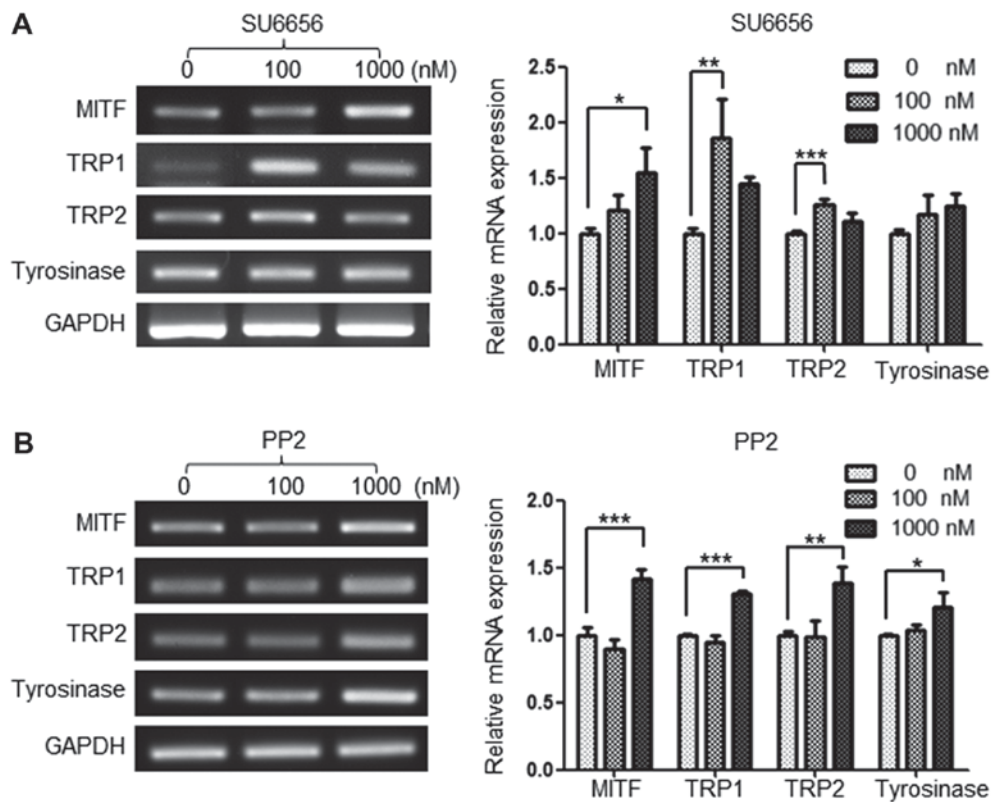 A
SU6656
0 100 1000 (nM)
MITF
TRP1
TRP2
Tyrosinase
GAPDH
SU6656
Relative mRNA expression
2.5
2.0
1.5
1.0
0.5
0.0
*
**
***
0 nM
100 nM
1000 nM
MITF TRP1 TRP2 Tyrosinase
B
PP2
0 100 1000 (nM)
MITF
TRP1
TRP2
Tyrosinase
GAPDH
PP2
Relative mRNA expression
2.0
1.5
1.0
0.5
0.0
***
***
**
*
0 nM
100 nM
1000 nM
MITF TRP1 TRP2 Tyrosinase